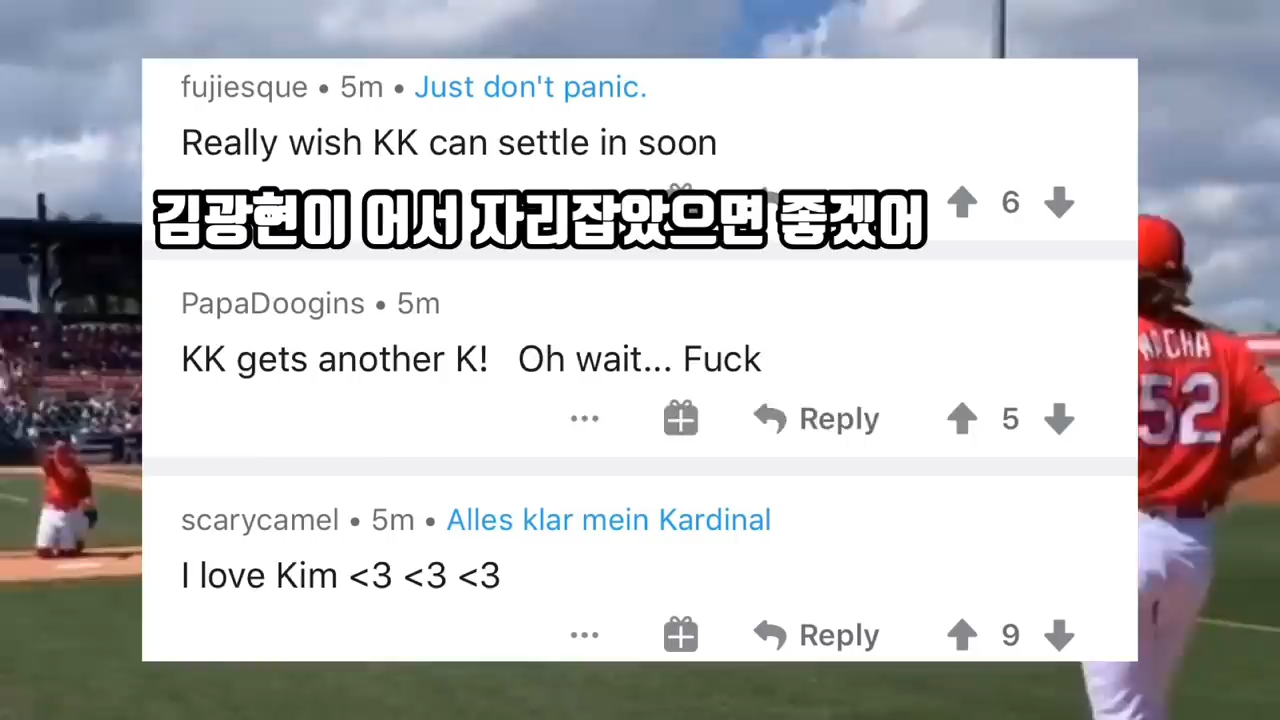 fujiesque • 5m • Just don't panic.
Really wish KK can settle in soon
김광현이 어서 자리잡았으면 좋겠어
6
PapaDoogins • 5m
KK gets another K! Oh wait... Fuck
Reply 5
scarycamel • 5m • Alles klar mein Kardinal
I love Kim <3 <3 <3
Reply 9
WACHA
52